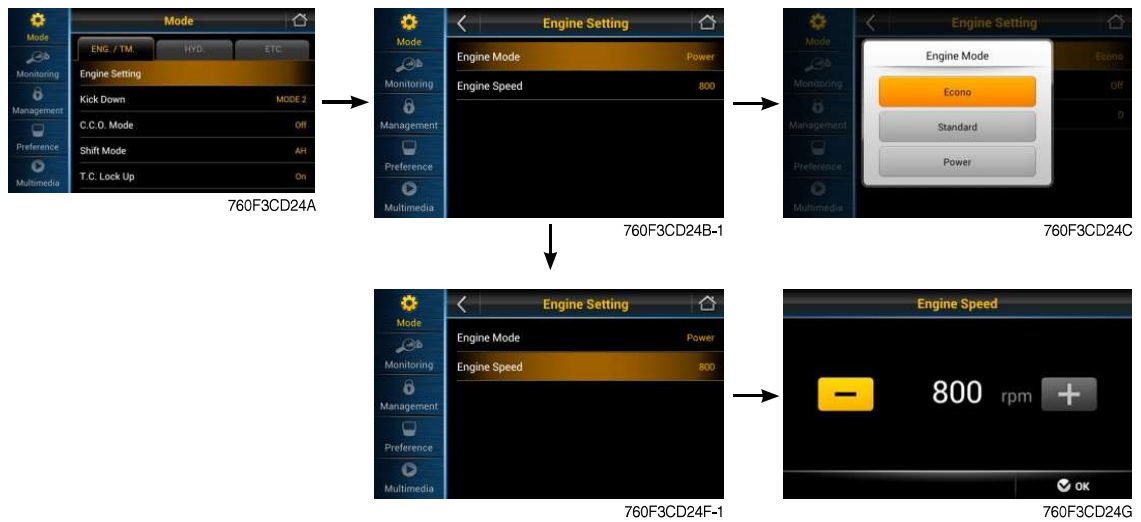 Mode
Monitoring
Management
Preference
Multimedia
Mode
ENG. / TM. HYD. ETC.
Engine Setting
Kick Down MODE 2
C.C.O. Mode Off
Shift Mode AH
T.C. Lock Up On
760F3CD24A
Mode
Monitoring
Management
Preference
Multimedia
Engine Setting
Engine Mode Power
Engine Speed 800
760F3CD24B-1
Mode
Monitoring
Management
Preference
Multimedia
Engine Setting
Econo
Off
0
Engine Mode
Econo
Standard
Power
760F3CD24C
Mode
Monitoring
Management
Preference
Multimedia
Engine Setting
Engine Mode Power
Engine Speed 800
760F3CD24F-1
Engine Speed
800 rpm
OK
760F3CD24G